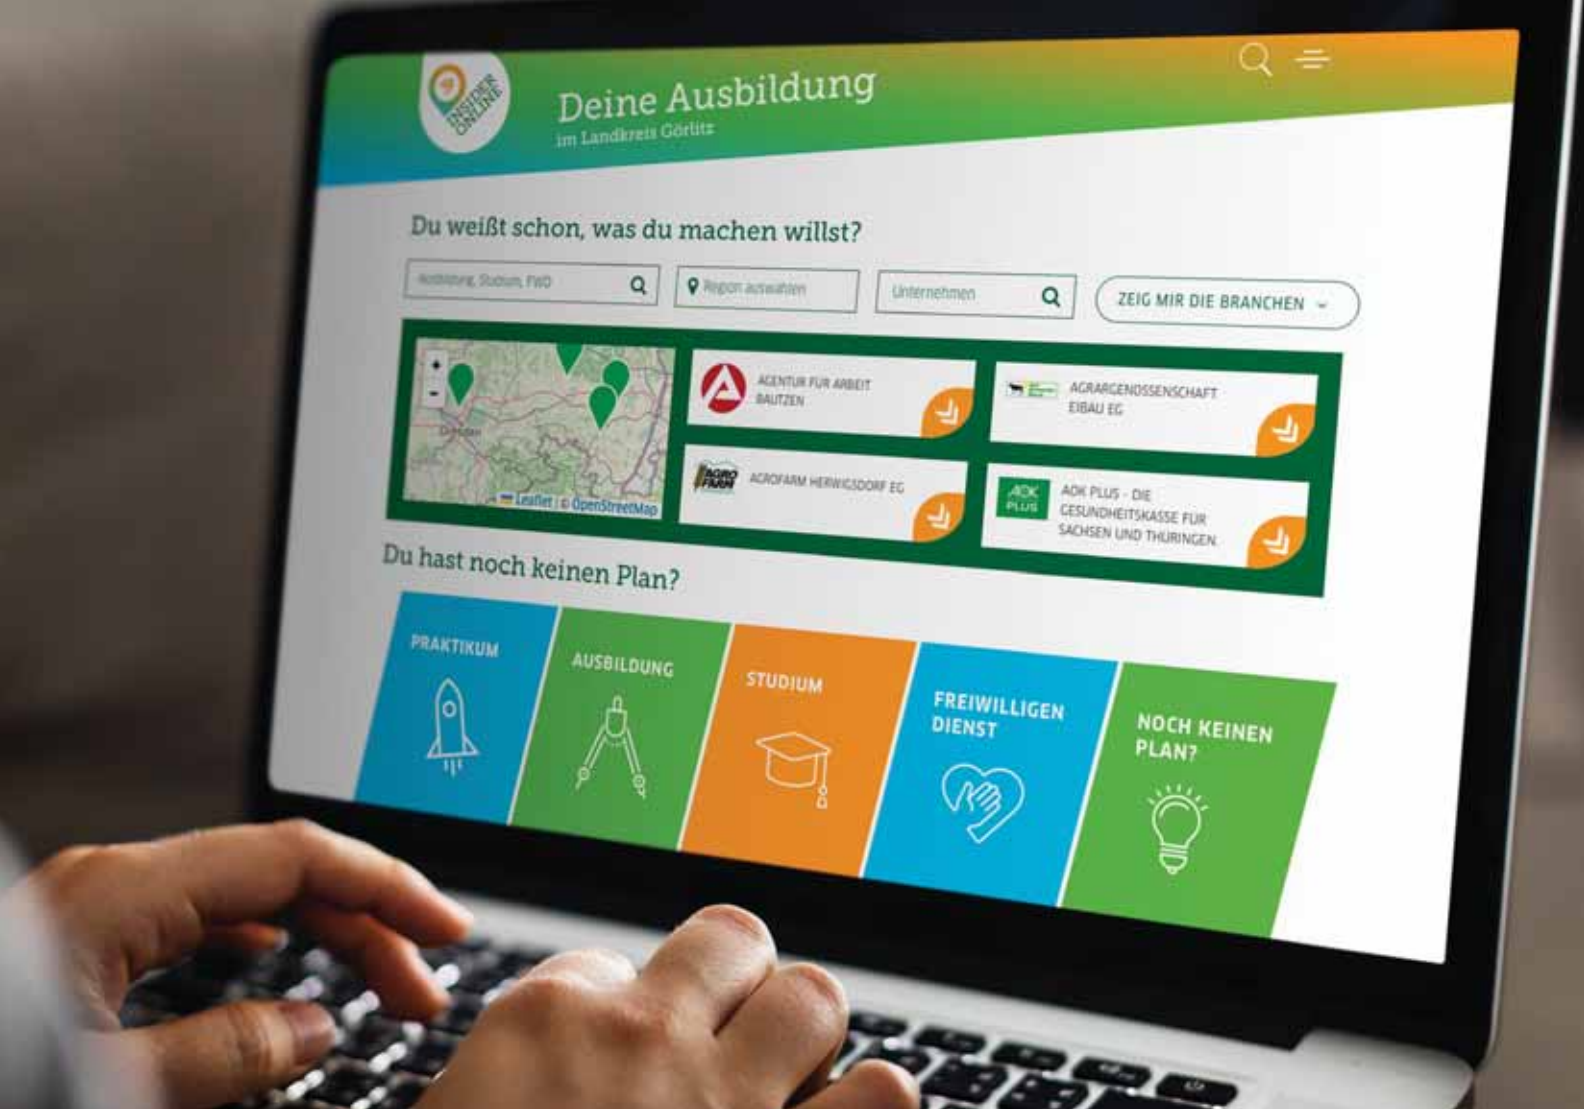 INSIDER
ONLINE
Deine Ausbildung
im Landkreis Görlitz
Du weißt schon, was du machen willst?
Ausbildung, Studium, FWD
Region auswählen
Unternehmen
ZEIG MIR DIE BRANCHEN
+
-
Dresden
Leaflet | © OpenStreetMap
AGENTUR FÜR ARBEIT
BAUTZEN
AGRARGENOSSENSCHAFT
EIBAU EG
AGRO
FARM
AGROFARM HERWIGSDORF EG
AOK
PLUS
AOK PLUS - DIE
GESUNDHEITSKASSE FÜR
SACHSEN UND THÜRINGEN.
Du hast noch keinen Plan?
PRAKTIKUM
AUSBILDUNG
STUDIUM
FREIWILLIGEN
DIENST
NOCH KEINEN
PLAN?